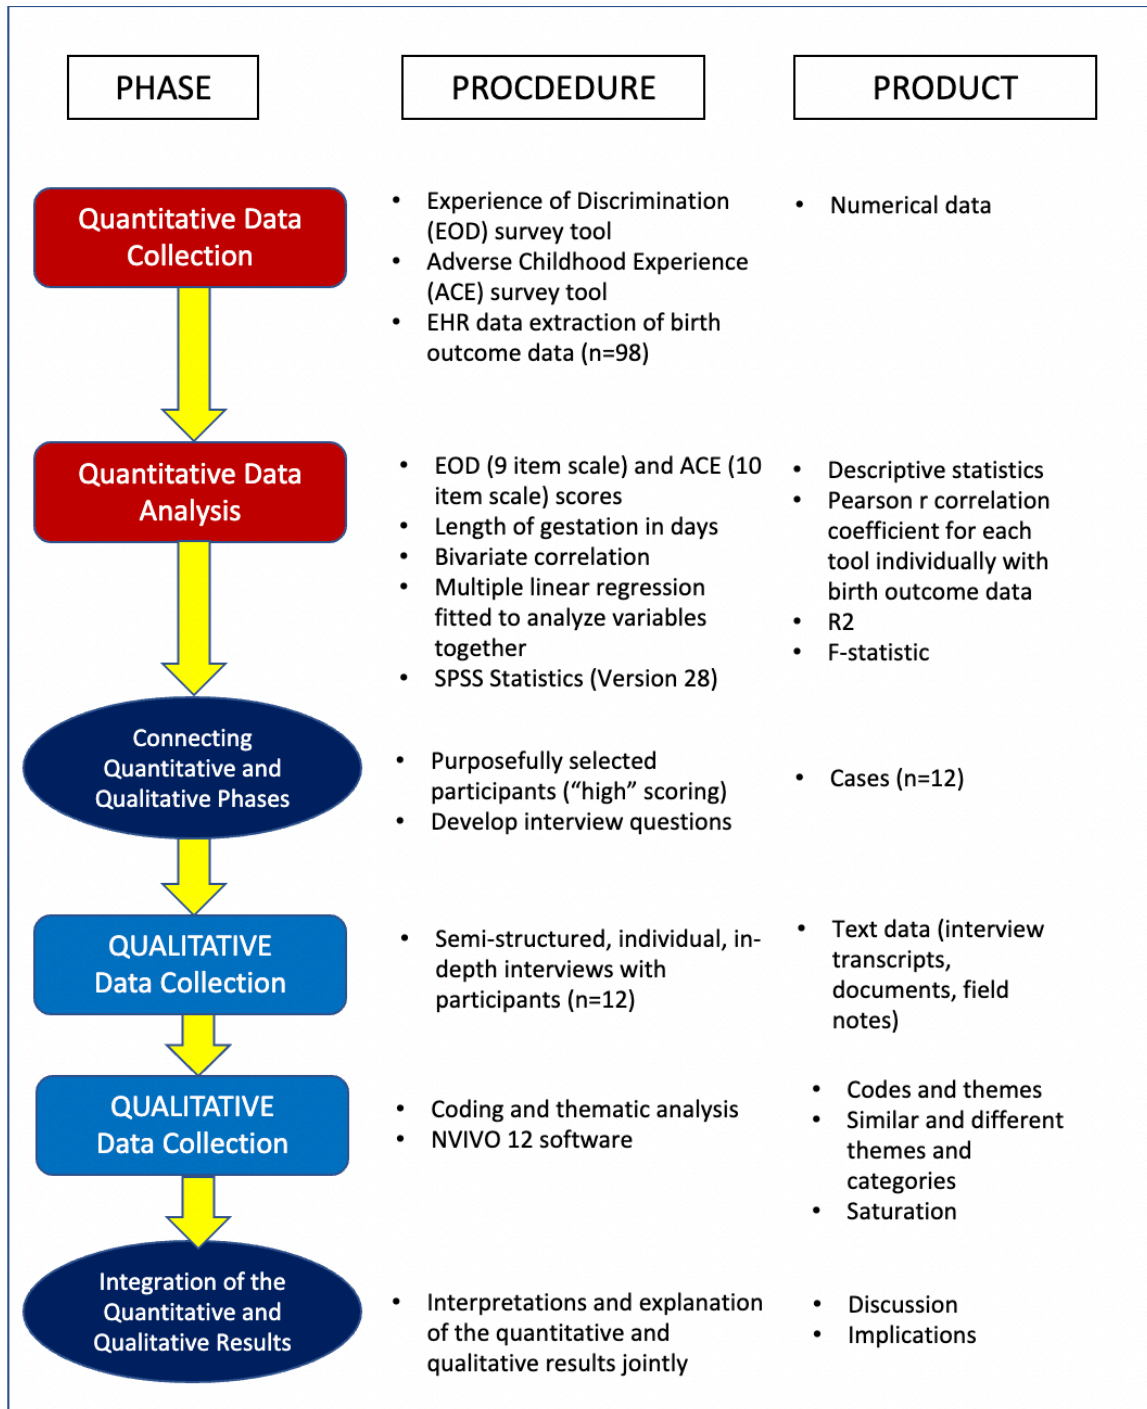 PHASE
PROCDEDURE
PRODUCT
Quantitative Data
Collection
• Experience of Discrimination
(EOD) survey tool
• Adverse Childhood Experience
(ACE) survey tool
• EHR data extraction of birth
outcome data (n=98)
• Numerical data
Quantitative Data
Analysis
• EOD (9 item scale) and ACE (10
item scale) scores
• Length of gestation in days
• Bivariate correlation
• Multiple linear regression
fitted to analyze variables
together
• SPSS Statistics (Version 28)
• Descriptive statistics
• Pearson r correlation
coefficient for each
tool individually with
birth outcome data
• R2
• F-statistic
Connecting
Quantitative and
Qualitative Phases
• Purposefully selected
participants (“high” scoring)
• Develop interview questions
• Cases (n=12)
QUALITATIVE
Data Collection
• Semi-structured, individual, in-
depth interviews with
participants (n=12)
• Text data (interview
transcripts,
documents, field
notes)
QUALITATIVE
Data Collection
• Coding and thematic analysis
• NVIVO 12 software
• Codes and themes
• Similar and different
themes and
categories
• Saturation
Integration of the
Quantitative and
Qualitative Results
• Interpretations and explanation
of the quantitative and
qualitative results jointly
• Discussion
• Implications